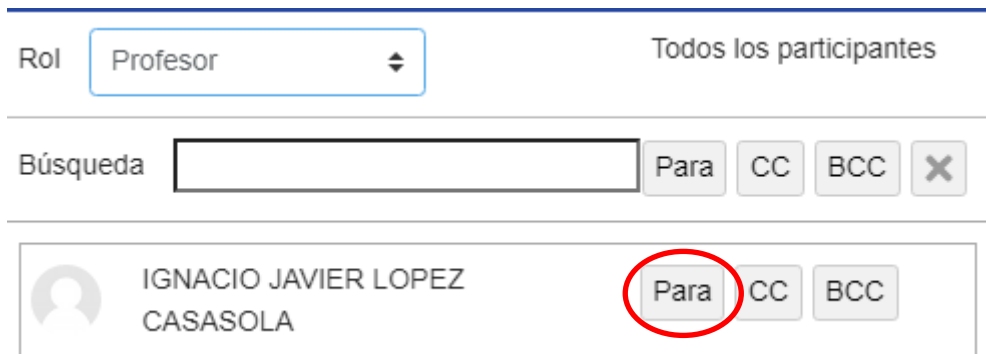 Rol Profesor Todos los participantes
Búsqueda Para CC BCC
IGNACIO JAVIER LOPEZ Para CC BCC
CASASOLA